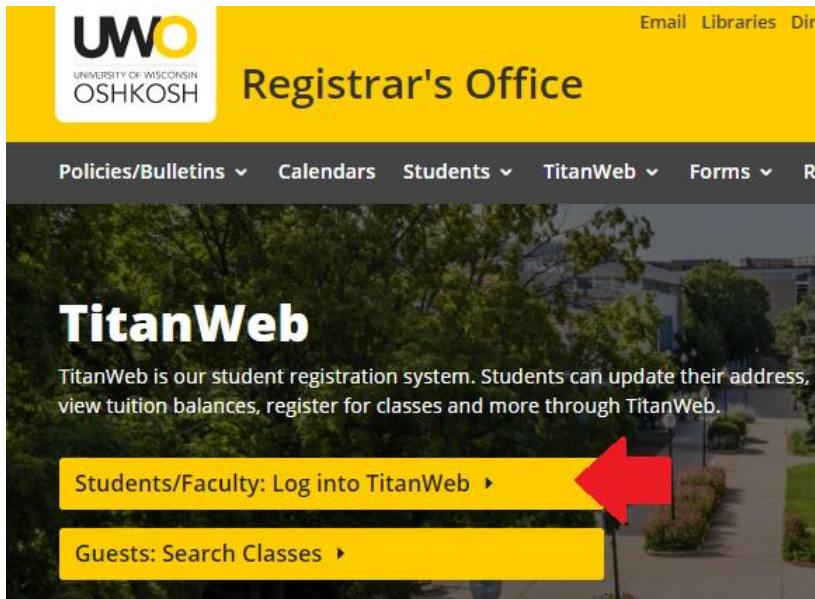 UWO
UNIVERSITY OF WISCONSIN
OSHKOSH
Email Libraries
Registrar's Office
Policies/Bulletins Calendars Students TitanWeb Forms
TitanWeb
TitanWeb is our student registration system. Students can update their address,
view tuition balances, register for classes and more through TitanWeb.
Students/Faculty: Log into TitanWeb
Guests: Search Classes